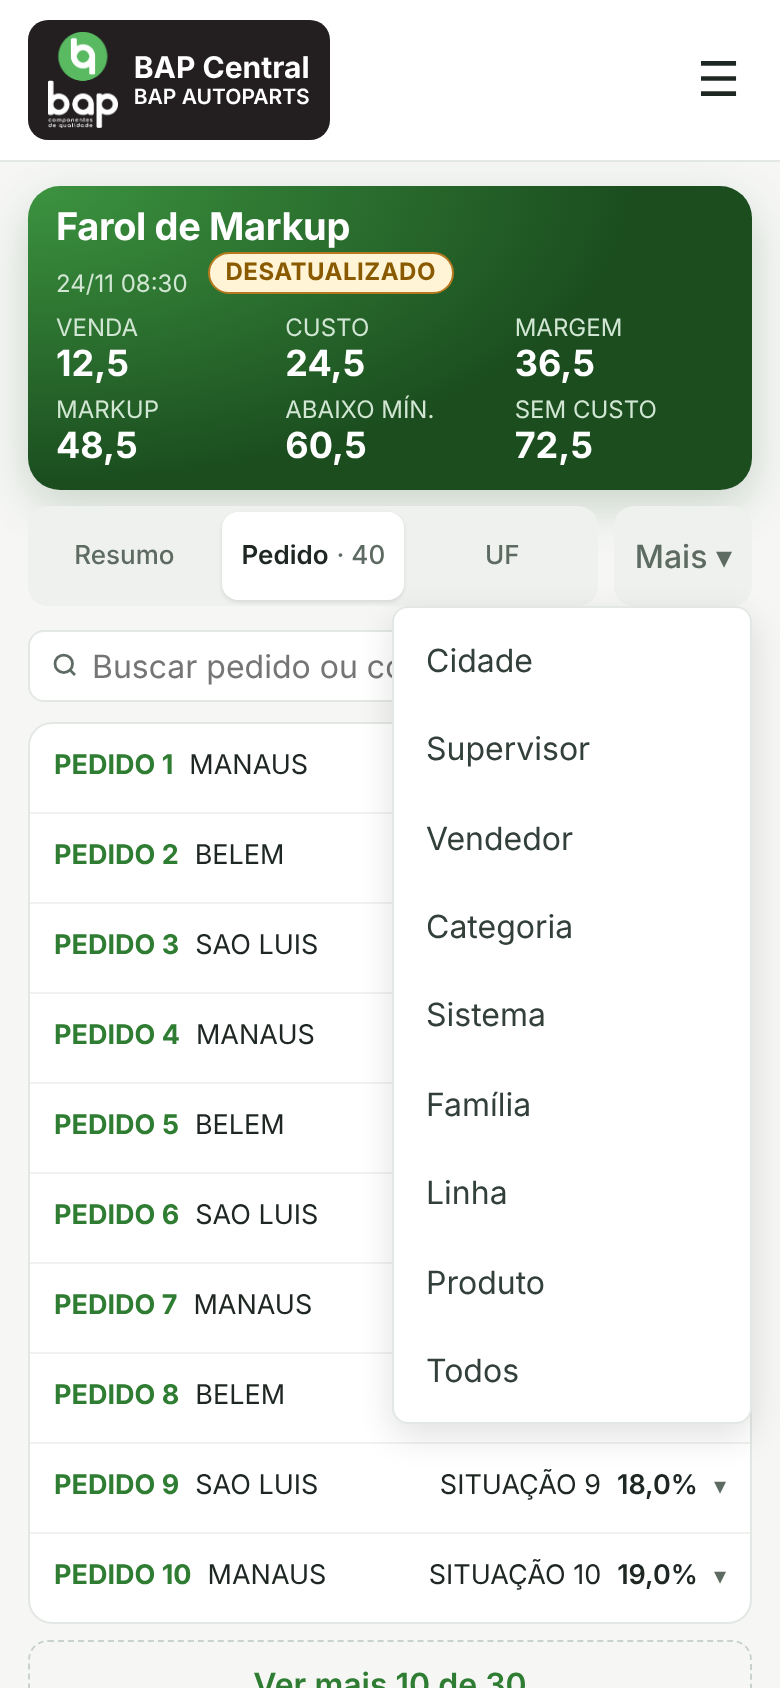 bap
componentes
de qualidade
BAP Central
BAP AUTOPARTS
Farol de Markup
24/11 08:30 DESATUALIZADO
VENDA CUSTO MARGEM
12,5 24,5 36,5
MARKUP ABAIXO MÍN. SEM CUSTO
48,5 60,5 72,5
Resumo Pedido · 40 UF Mais ▾
Buscar pedido ou
Cidade
Supervisor
Vendedor
Categoria
Sistema
Família
Linha
Produto
Todos
PEDIDO 1 MANAUS
PEDIDO 2 BELEM
PEDIDO 3 SAO LUIS
PEDIDO 4 MANAUS
PEDIDO 5 BELEM
PEDIDO 6 SAO LUIS
PEDIDO 7 MANAUS
PEDIDO 8 BELEM
PEDIDO 9 SAO LUIS SITUAÇÃO 9 18,0% ▾
PEDIDO 10 MANAUS SITUAÇÃO 10 19,0% ▾
Ver mais 10 de 30